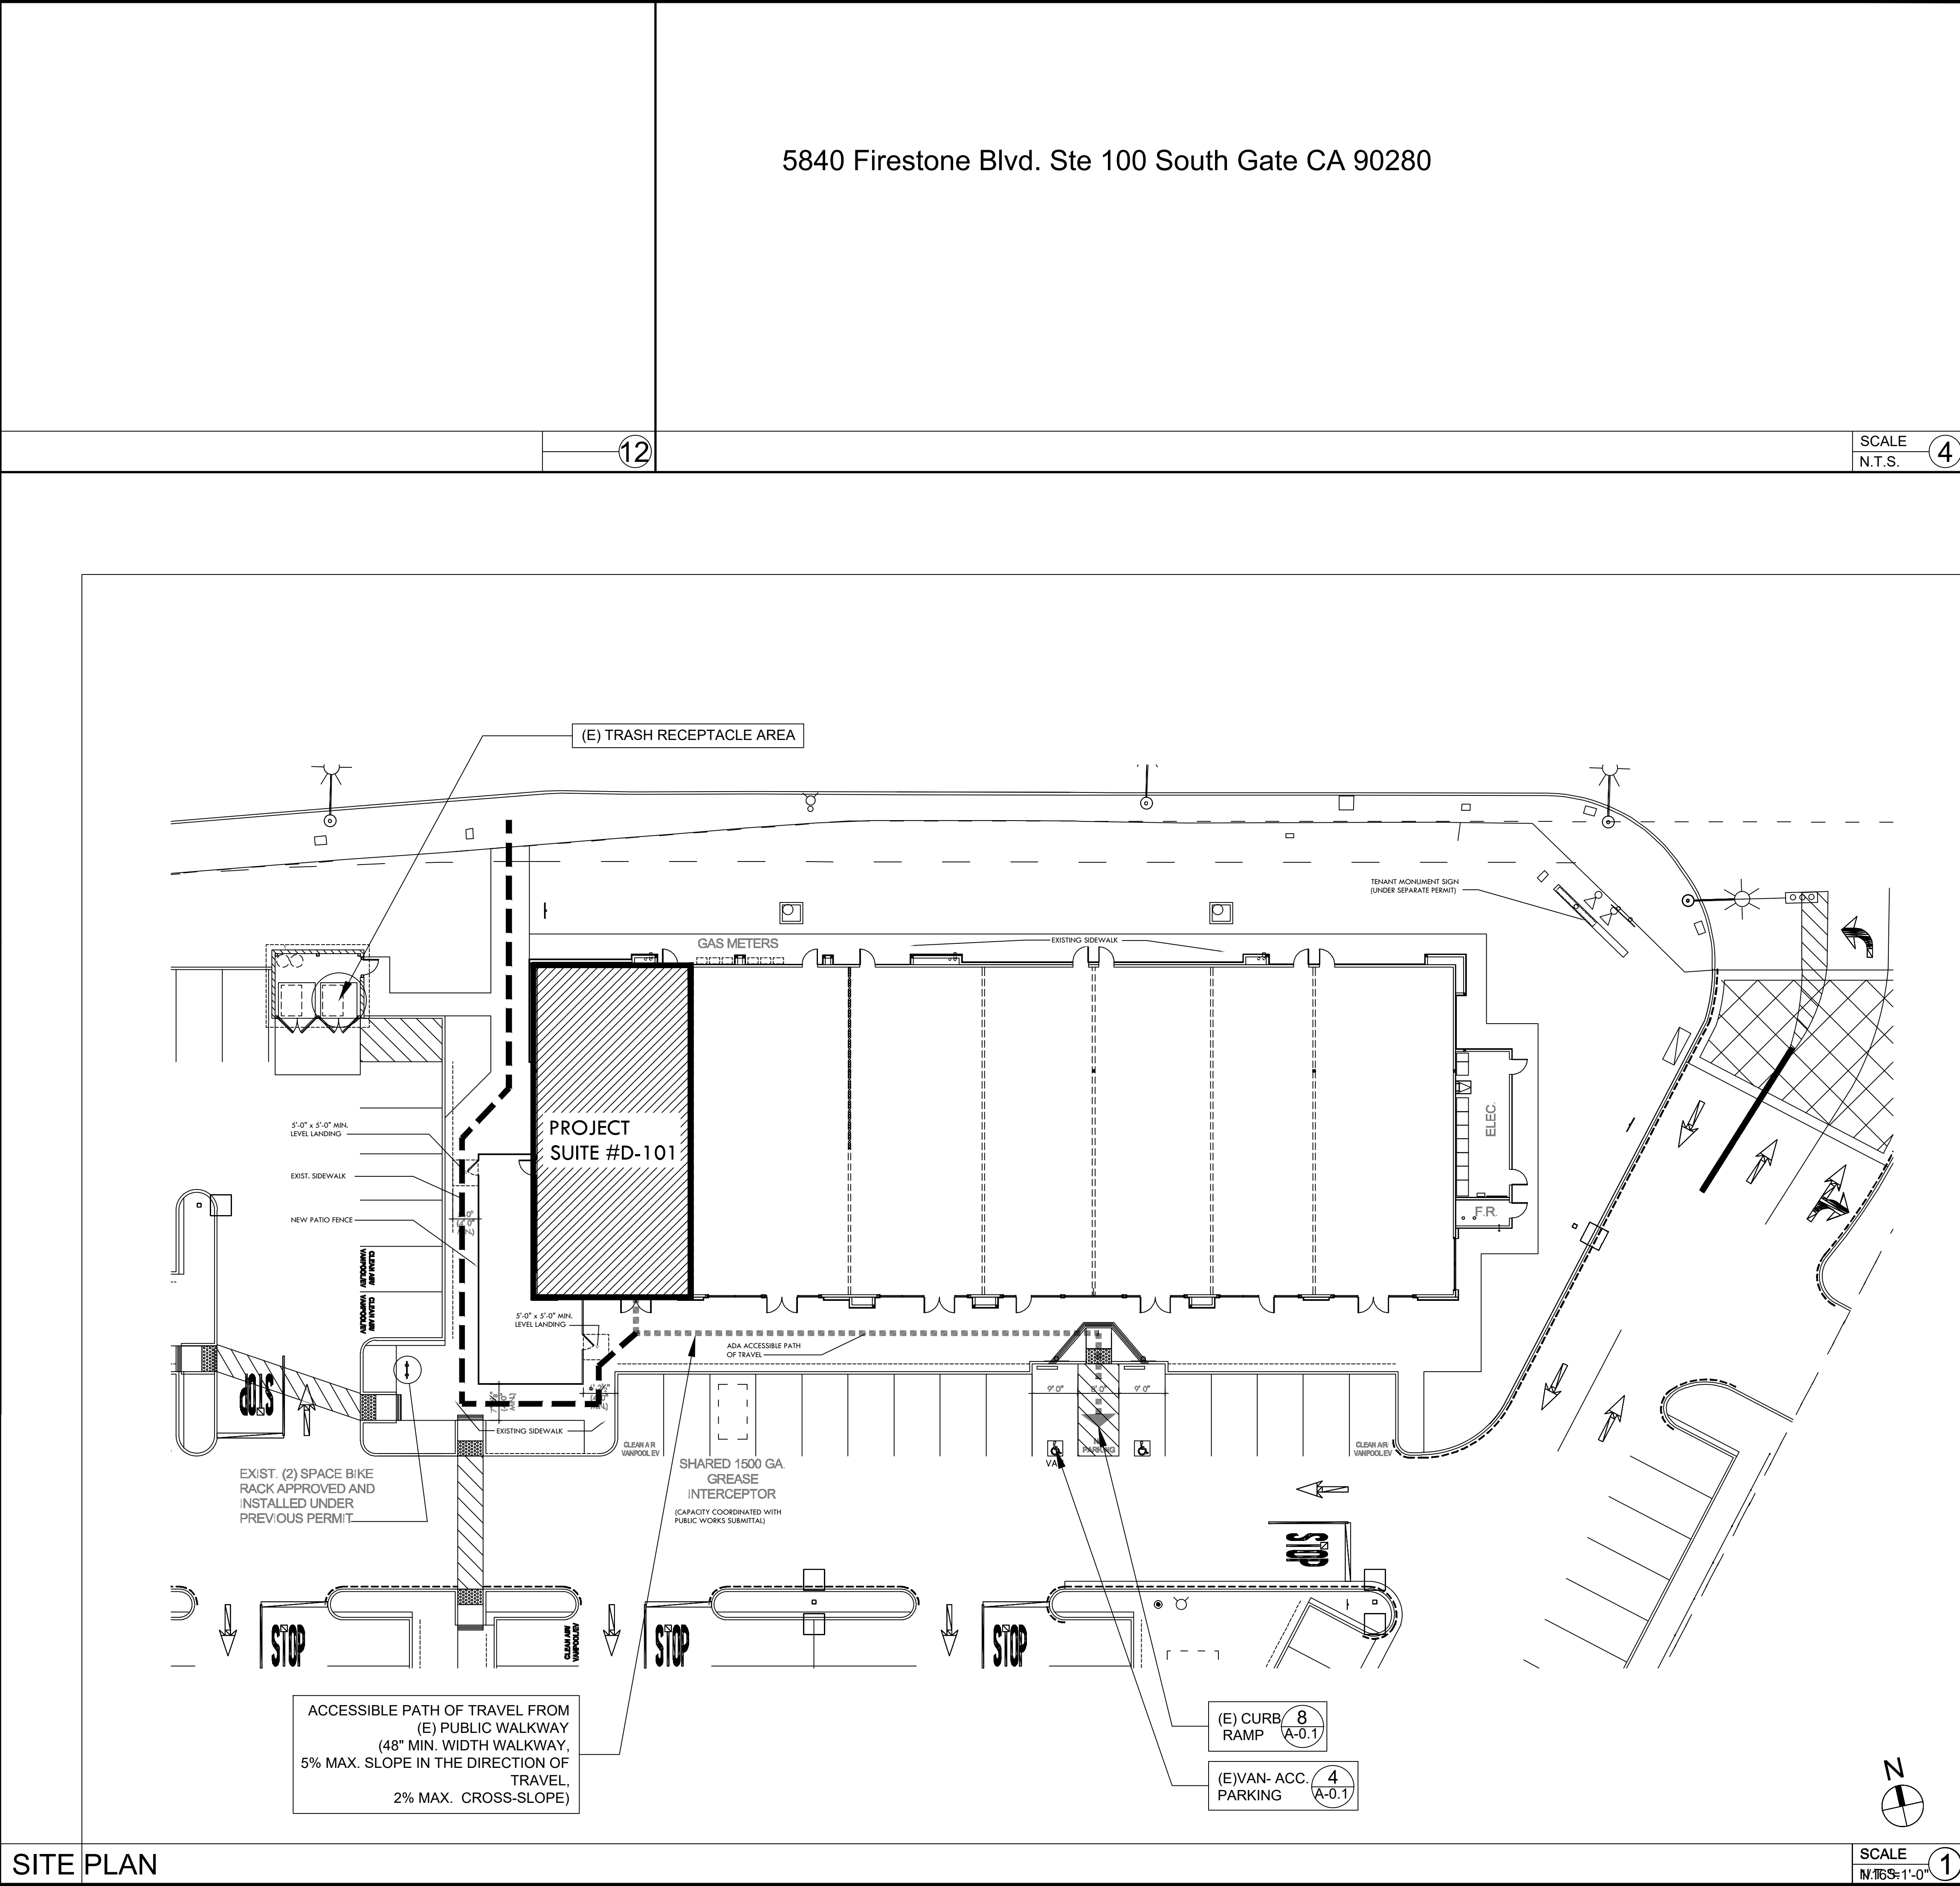 5840 Firestone Blvd. Ste 100 South Gate CA 90280
12
SCALE
N.T.S.
4
(E) TRASH RECEPTACLE AREA
TENANT MONUMENT SIGN
(UNDER SEPARATE PERMIT)
GAS METERS
EXISTING SIDEWALK
PROJECT
SUITE #D-101
ELEC.
F.R.
5'-0" x 5'-0" MIN.
LEVEL LANDING
EXIST. SIDEWALK
NEW PATIO FENCE
CLEAN AIR/
VANPOOL/EV
CLEAN AIR/
VANPOOL/EV
5'-0" x 5'-0" MIN.
LEVEL LANDING
ADA ACCESSIBLE PATH
OF TRAVEL
9' 0"
8' 0"
9' 0"
STOP
EXISTING SIDEWALK
CLEAN AIR
VANPOOL EV
PARKING
CLEAN AIR
VANPOOL EV
EXIST. (2) SPACE BIKE
RACK APPROVED AND
INSTALLED UNDER
PREVIOUS PERMIT
SHARED 1500 GA.
GREASE
INTERCEPTOR
(CAPACITY COORDINATED WITH
PUBLIC WORKS SUBMITTAL)
STOP
STOP
CLEAN AIR/
VANPOOL/EV
STOP
STOP
ACCESSIBLE PATH OF TRAVEL FROM
(E) PUBLIC WALKWAY
(48" MIN. WIDTH WALKWAY,
5% MAX. SLOPE IN THE DIRECTION OF
TRAVEL,
2% MAX. CROSS-SLOPE)
(E) CURB
RAMP
8
A-0.1
(E)VAN- ACC.
PARKING
4
A-0.1
N
SITE PLAN
SCALE
1